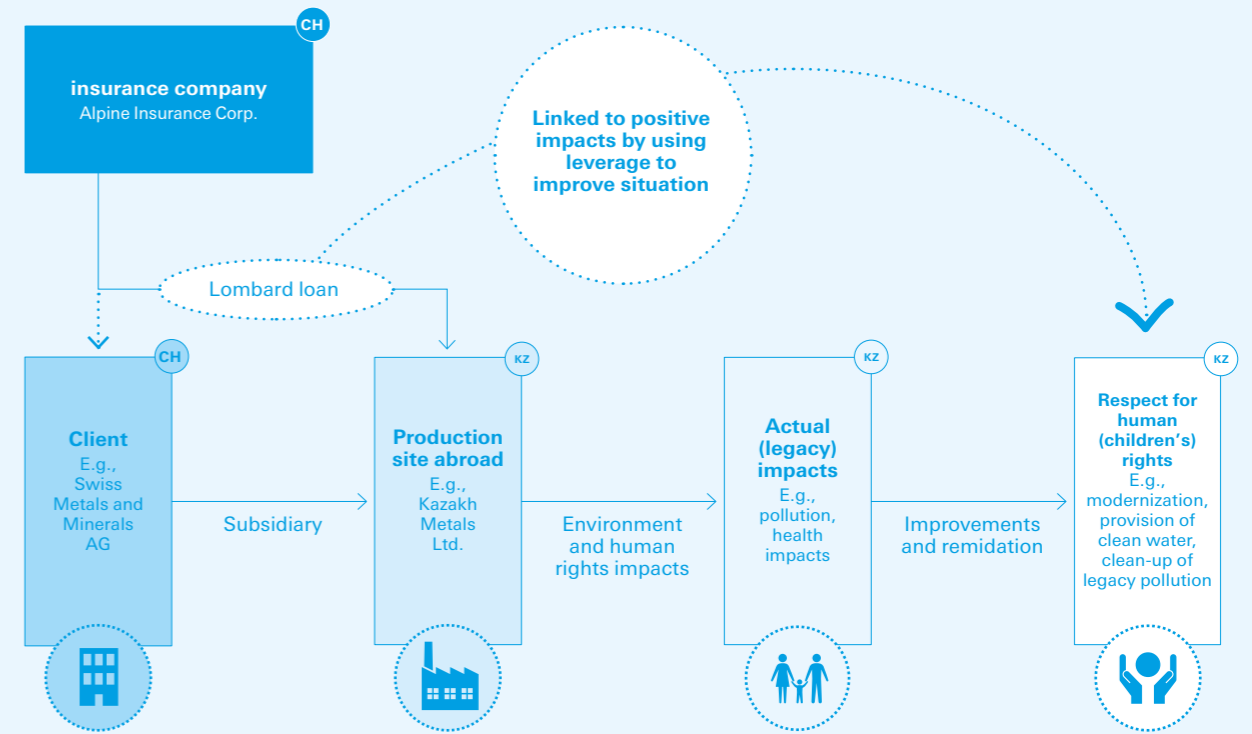 CH
insurance company
Alpine Insurance Corp.
Linked to positive
impacts by using
leverage to
improve situation
Lombard loan
CH
Client
E.g.,
Swiss
Metals and
Minerals
AG
Subsidiary
KZ
Production
site abroad
E.g.,
Kazakh
Metals
Ltd.
Environment
and human
rights impacts
KZ
Actual
(legacy)
impacts
E.g.,
pollution,
health
impacts
Improvements
and remidation
KZ
Respect for
human
(children’s)
rights
E.g.,
modernization,
provision of
clean water,
clean-up of
legacy pollution